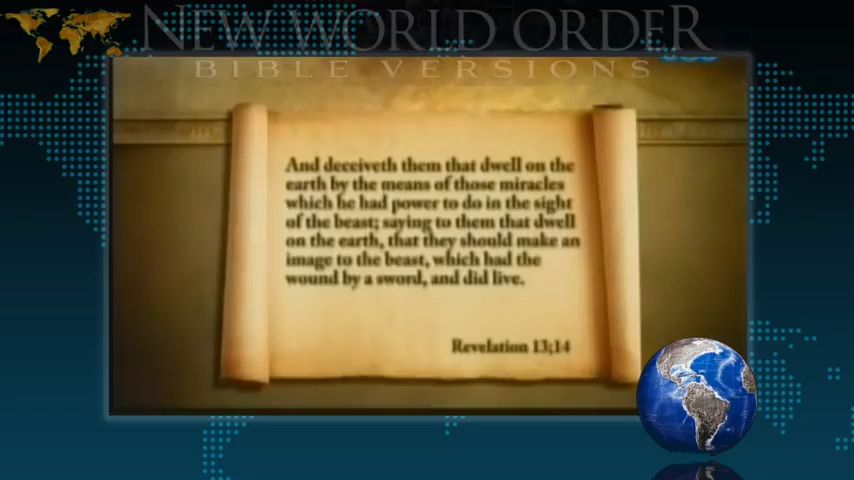 NEW WORLD ORDER
BIBLE VERSIONS
And deceiveth them that dwell on the
earth by the means of those miracles
which he had power to do in the sight
of the beast; saying to them that dwell
on the earth, that they should make an
image to the beast, which had the
wound by a sword, and did live.
Revelation 13;14